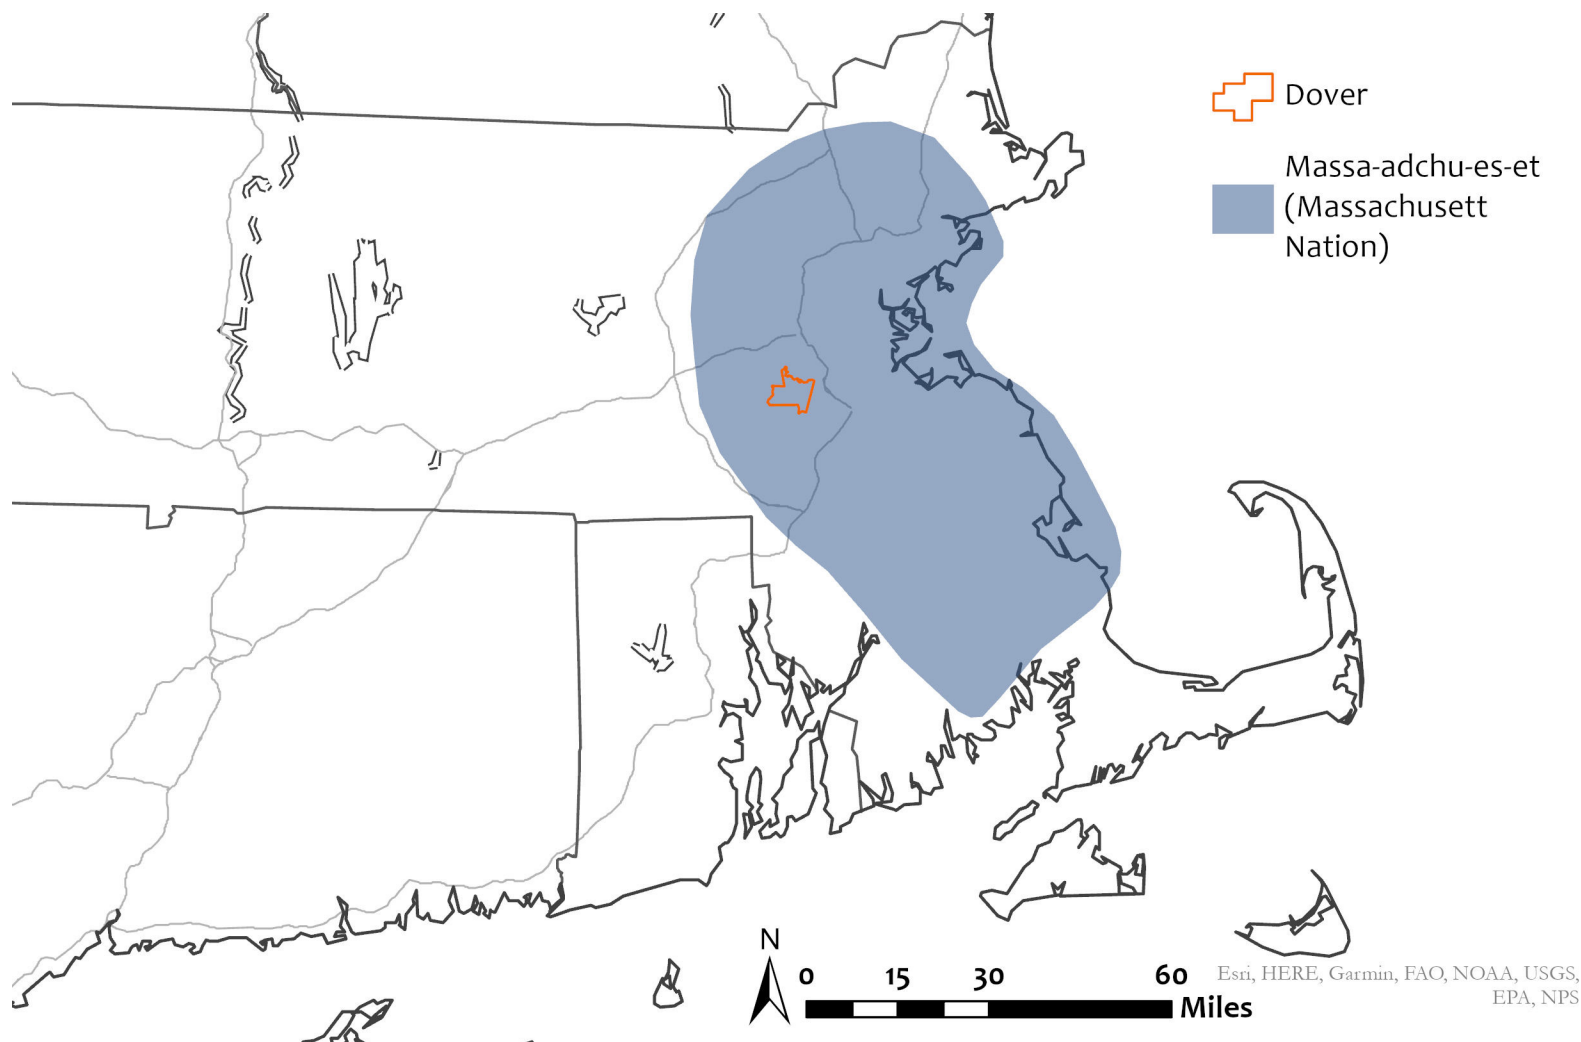 Dover
Massa-adchu-es-et
(Massachusett
Nation)
N
0 15 30 60
Miles
Esri, HERE, Garmin, FAO, NOAA, USGS,
EPA, NPS